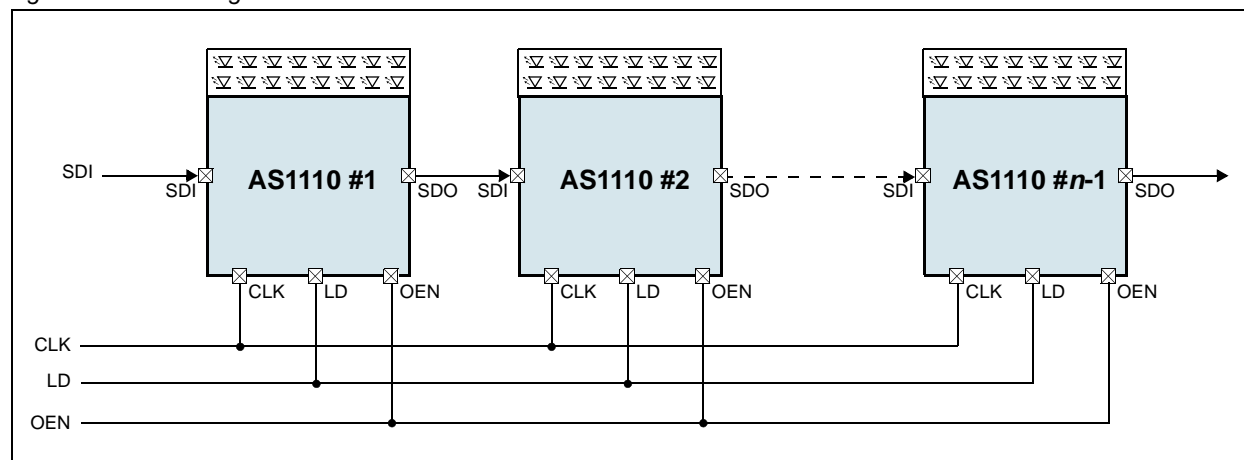 SDI
SDI
AS1110 #1
SDO
SDI
AS1110 #2
SDO
SDI
AS1110 #n-1
SDO
CLK
LD
OEN
CLK
LD
OEN
CLK
LD
OEN
CLK
LD
OEN